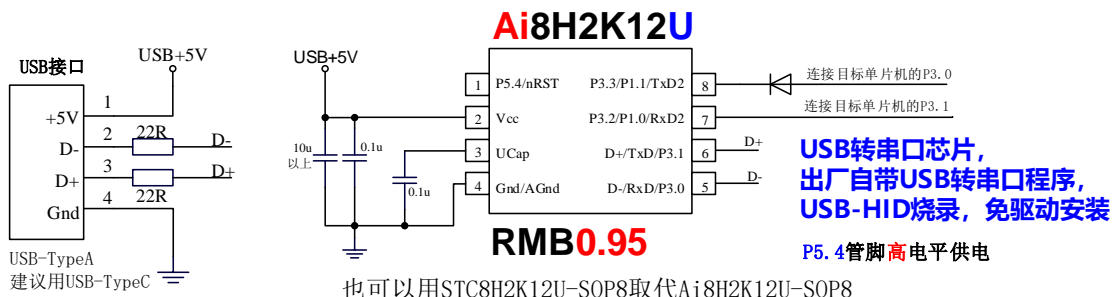 Ai8H2K12U
USB接口
USB+5V
1
+5V
2
22R
D-
D-
3
D+
D+
4
22R
Gnd
USB-TypeA
建议用USB-TypeC
USB+5V
10u
以上
0.1u
0.1u
1
P5.4/nRST
2
Vcc
3
UCap
4
Gnd/AGnd
P3.3/P1.1/TxD2
8
P3.2/P1.0/RxD2
7
D+/TxD/P3.1
6
D-/RxD/P3.0
5
连接目标单片机的P3.0
连接目标单片机的P3.1
D+
D-
RMB0.95
USB转串口芯片，
出厂自带USB转串口程序，
USB-HID烧录，免驱动安装
P5.4管脚高电平供电
也可以用STC8H2K12U-SOP8取代Ai8H2K12U-SOP8